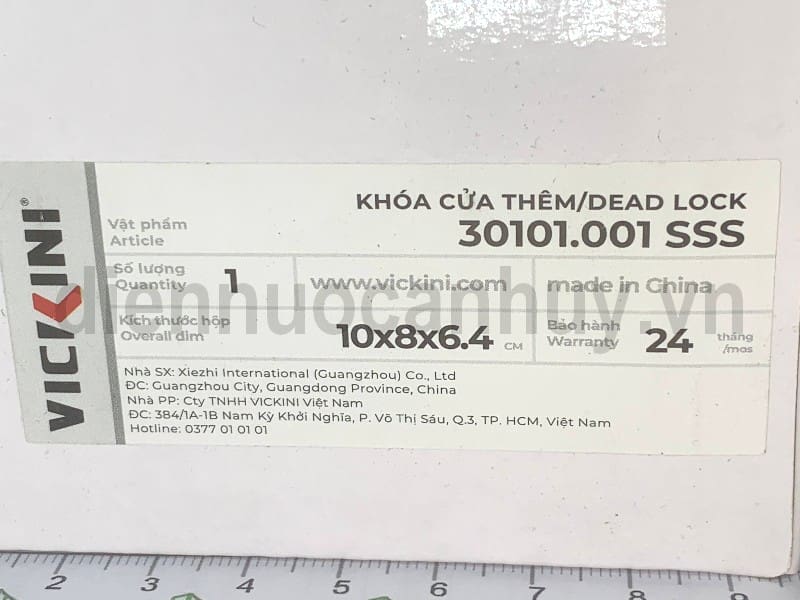 VICKINI®
KHÓA CỬA THÊM/DEAD LOCK
Vật phẩm
Article
30101.001 SSS
Số lượng
Quantity
1
www.vickini.com
made in China
diennuocanhuy.vn
Kích thước hộp
Overall dim
10x8x6.4 CM
Bảo hành
Warranty
24
tháng
/mos
Nhà SX: Xiezhi International (Guangzhou) Co., Ltd
ĐC: Guangzhou City, Guangdong Province, China
Nhà PP: Cty TNHH VICKINI Việt Nam
ĐC: 384/1A-1B Nam Kỳ Khởi Nghĩa, P. Võ Thị Sáu, Q.3, TP. HCM, Việt Nam
Hotline: 0377 01 01 01
2 3 4 5 6 7 8 9